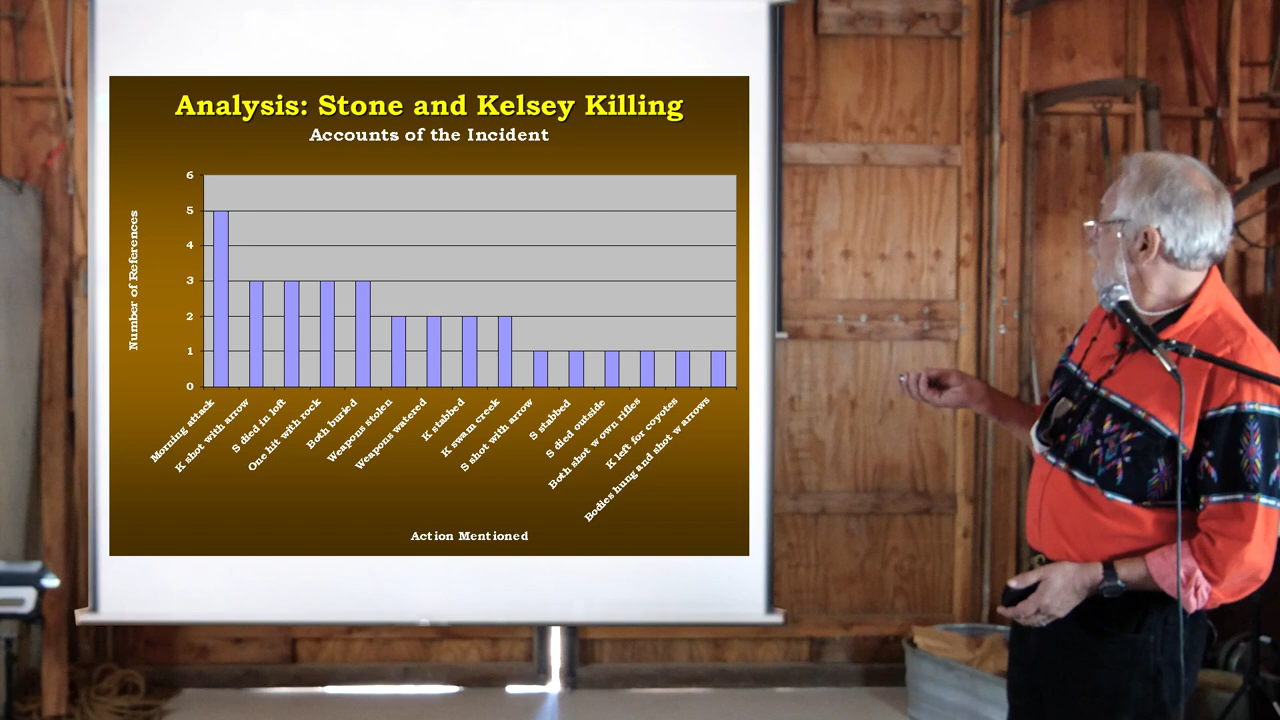 Analysis: Stone and Kelsey Killing
Accounts of the Incident
6
5
4
3
2
1
0
Number of References
Morning attack
K shot with arrow
S died in loft
One hit with rock
Both buried
Weapons stolen
Weapons watered
K stabbed
K swam creek
S shot with arrow
S stabbed
S died outside
Both shot w own rifles
K left for coyotes
Bodies hung and shot w arrows
Action Mentioned